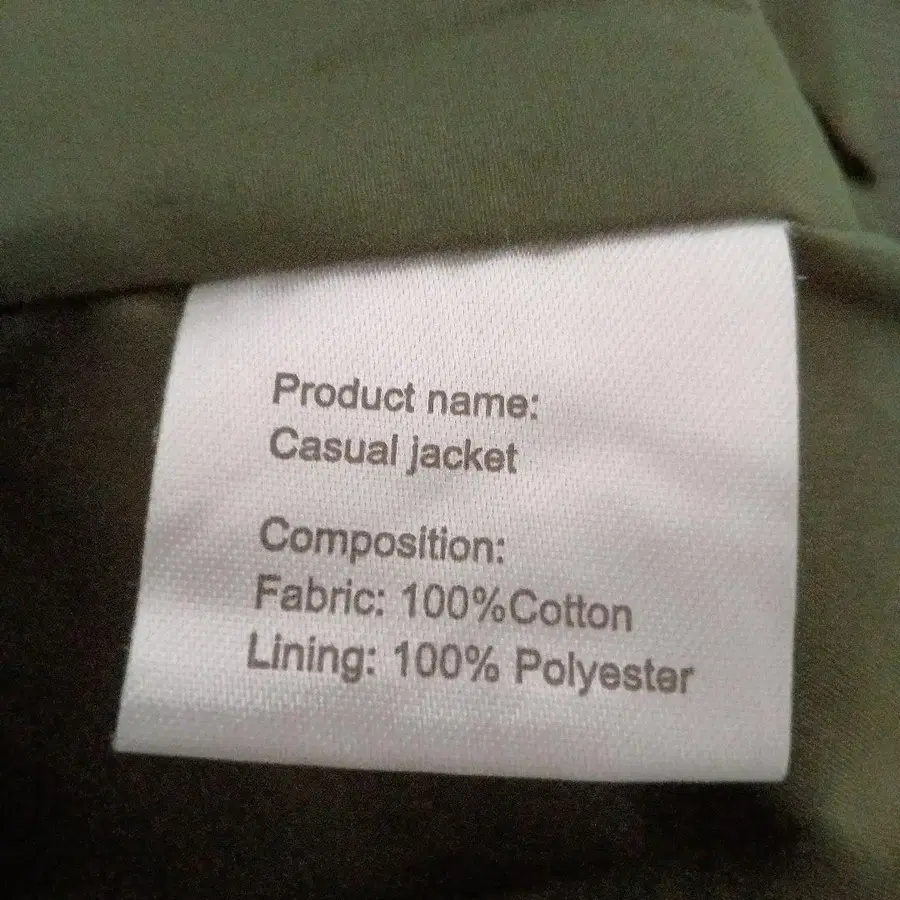 Product name:
Casual jacket
Composition:
Fabric: 100%Cotton
Lining: 100% Polyester